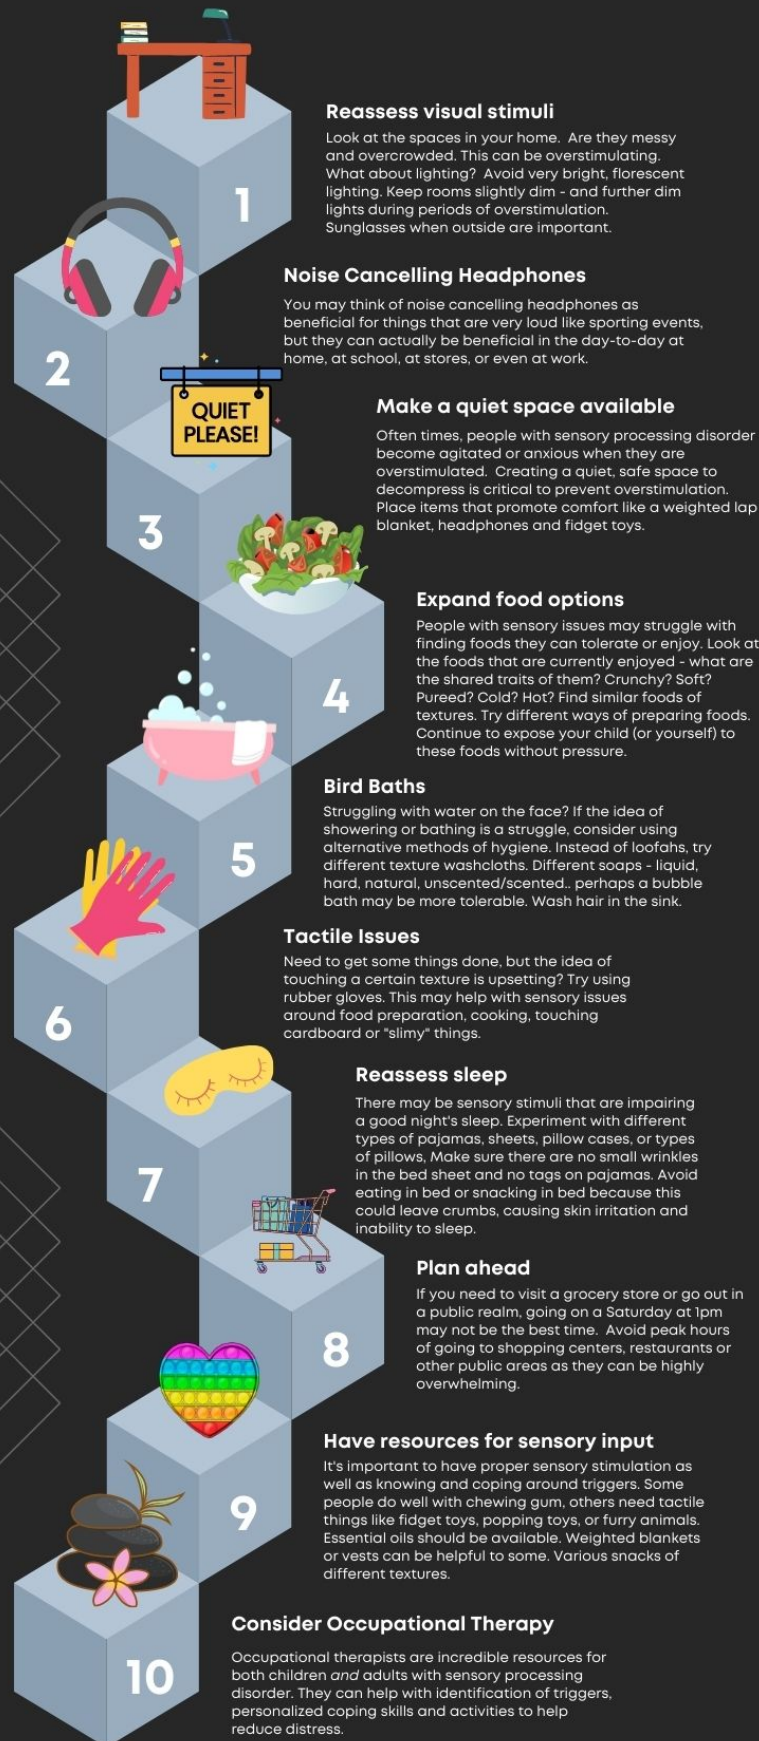 Reassess visual stimuli
Look at the spaces in your home.  Are they messy
and overcrowded. This can be overstimulating.
What about lighting?  Avoid very bright, florescent
lighting. Keep rooms slightly dim - and further dim
lights during periods of overstimulation.
Sunglasses when outside are important.
1
Noise Cancelling Headphones
You may think of noise cancelling headphones as
beneficial for things that are very loud like sporting events,
but they can actually be beneficial in the day-to-day at
home, at school, at stores, or even at work.
2
QUIET
PLEASE!
Make a quiet space available
Often times, people with sensory processing disorder
become agitated or anxious when they are
overstimulated.  Creating a quiet, safe space to
decompress is critical to prevent overstimulation.
Place items that promote comfort like a weighted lap
blanket, headphones and fidget toys.
3
Expand food options
People with sensory issues may struggle with
finding foods they can tolerate or enjoy. Look at
the foods that are currently enjoyed - what are
the shared traits of them? Crunchy? Soft?
Pureed? Cold? Hot? Find similar foods of
textures. Try different ways of preparing foods.
Continue to expose your child (or yourself) to
these foods without pressure.
4
Bird Baths
Struggling with water on the face? If the idea of
showering or bathing is a struggle, consider using
alternative methods of hygiene. Instead of loofahs, try
different texture washcloths. Different soaps - liquid,
hard, natural, unscented/scented.. perhaps a bubble
bath may be more tolerable. Wash hair in the sink.
5
Tactile Issues
Need to get some things done, but the idea of
touching a certain texture is upsetting? Try using
rubber gloves. This may help with sensory issues
around food preparation, cooking, touching
cardboard or "slimy" things.
6
Reassess sleep
There may be sensory stimuli that are impairing
a good night's sleep. Experiment with different
types of pajamas, sheets, pillow cases, or types
of pillows, Make sure there are no small wrinkles
in the bed sheet and no tags on pajamas. Avoid
eating in bed or snacking in bed because this
could leave crumbs, causing skin irritation and
inability to sleep.
7
Plan ahead
If you need to visit a grocery store or go out in
a public realm, going on a Saturday at 1pm
may not be the best time.  Avoid peak hours
of going to shopping centers, restaurants or
other public areas as they can be highly
overwhelming.
8
Have resources for sensory input
It's important to have proper sensory stimulation as
well as knowing and coping around triggers. Some
people do well with chewing gum, others need tactile
things like fidget toys, popping toys, or furry animals.
Essential oils should be available. Weighted blankets
or vests can be helpful to some. Various snacks of
different textures.
9
Consider Occupational Therapy
Occupational therapists are incredible resources for
both children and adults with sensory processing
disorder. They can help with identification of triggers,
personalized coping skills and activities to help
reduce distress.
10